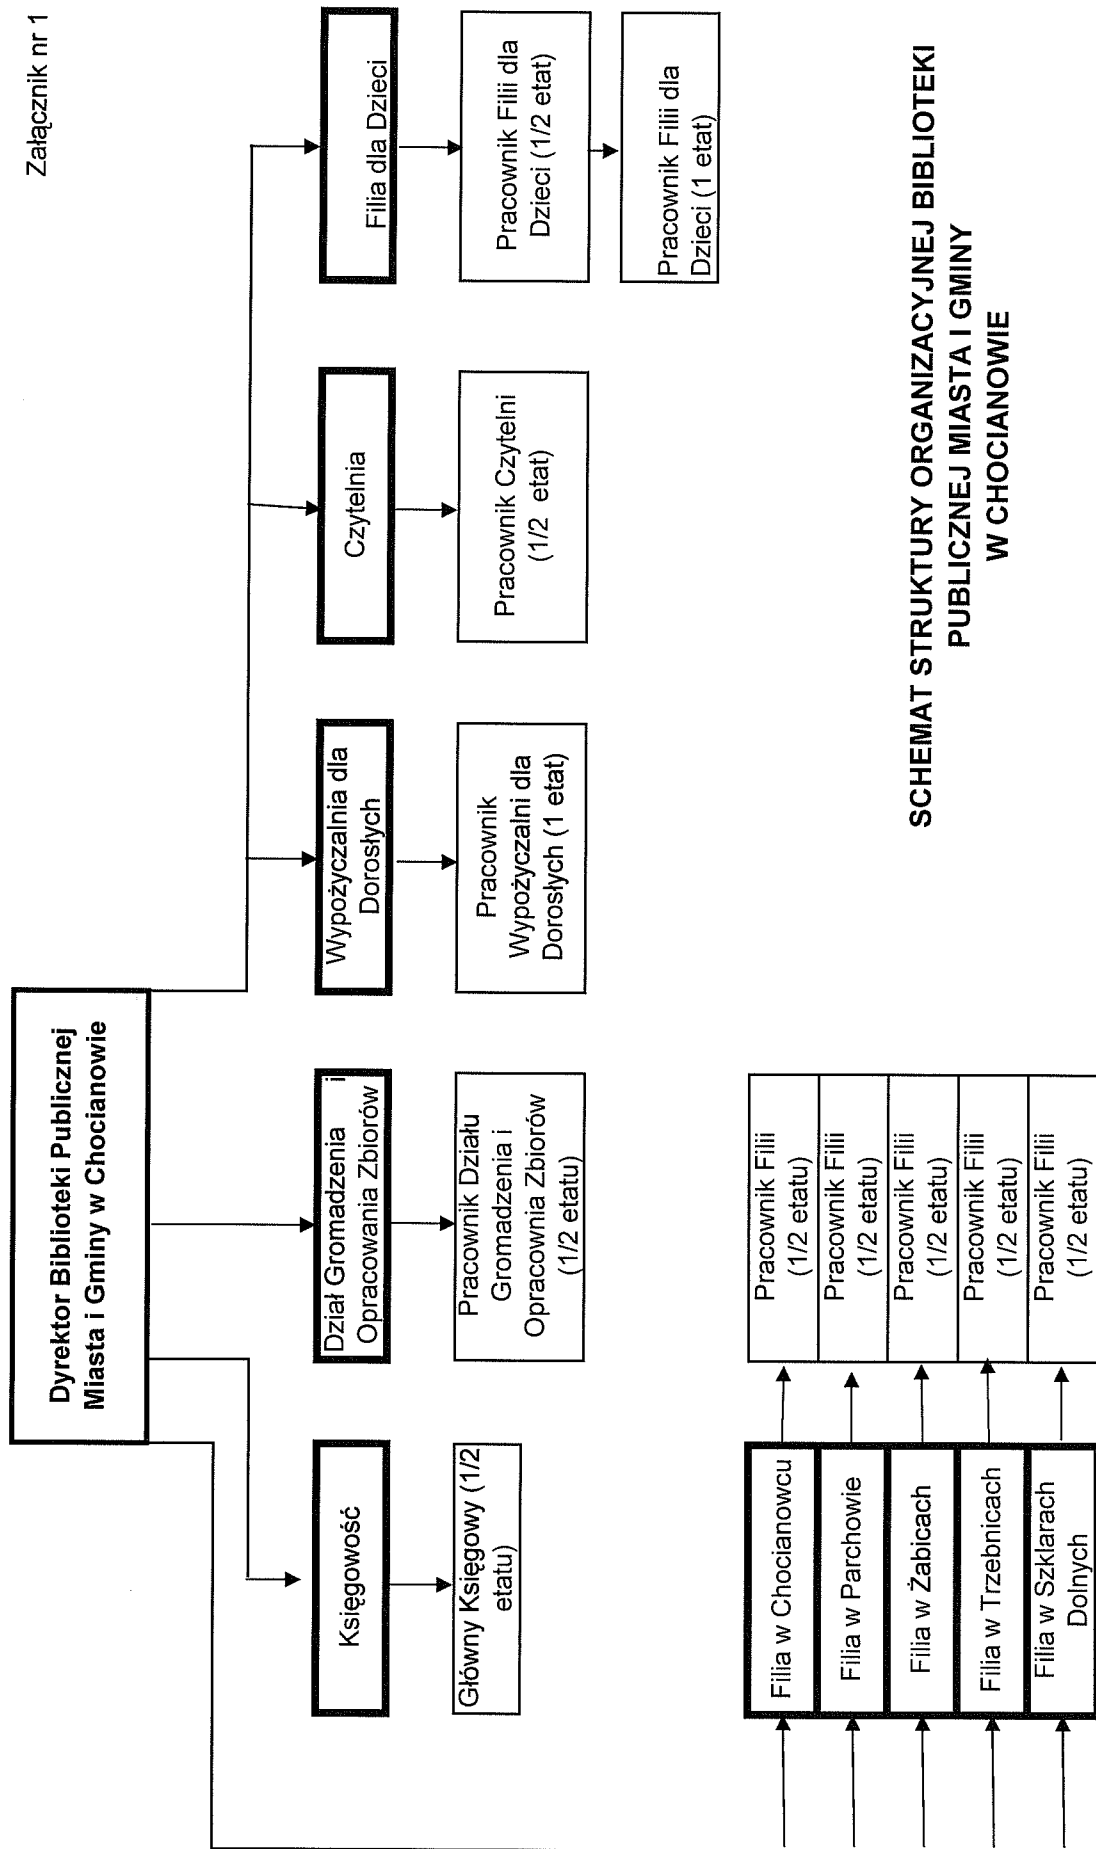 Załącznik nr 1
Dyrektor Biblioteki Publicznej
Miasta i Gminy w Chocianowie
Księgowość
Dział Gromadzenia i
Opracowania Zbiorów
Wypożyczalnia dla
Dorosłych
Czytelnia
Filia dla Dzieci
Główny Księgowy (1/2
etatu)
Pracownik Działu
Gromadzenia i
Opracownia Zbiorów
(1/2 etatu)
Pracownik
Wypożyczalni dla
Dorosłych (1 etat)
Pracownik Czytelni
(1/2 etat)
Pracownik Filii dla
Dzieci (1/2 etat)
Pracownik Filii dla
Dzieci (1 etat)
Filia w Chocianowcu
Pracownik Filii
(1/2 etatu)
Filia w Parchowie
Pracownik Filii
(1/2 etatu)
Filia w Żabicach
Pracownik Filii
(1/2 etatu)
Filia w Trzebnicach
Pracownik Filii
(1/2 etatu)
Filia w Szklarach
Dolnych
Pracownik Filii
(1/2 etatu)
SCHEMAT STRUKTURY ORGANIZACYJNEJ BIBLIOTEKI
PUBLICZNEJ MIASTA I GMINY
W CHOCIANOWIE